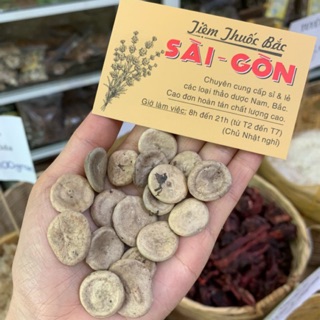 Tiệm Thuốc Bắc
SÀI-GÒN
Chuyên cung cấp sỉ & lẻ
các loại thảo dược Nam, Bắc.
Cao đơn hoàn tán chất lượng cao.
Giờ làm việc: 8h đến 21h (từ T2 đến T7)
(Chủ Nhật nghỉ)